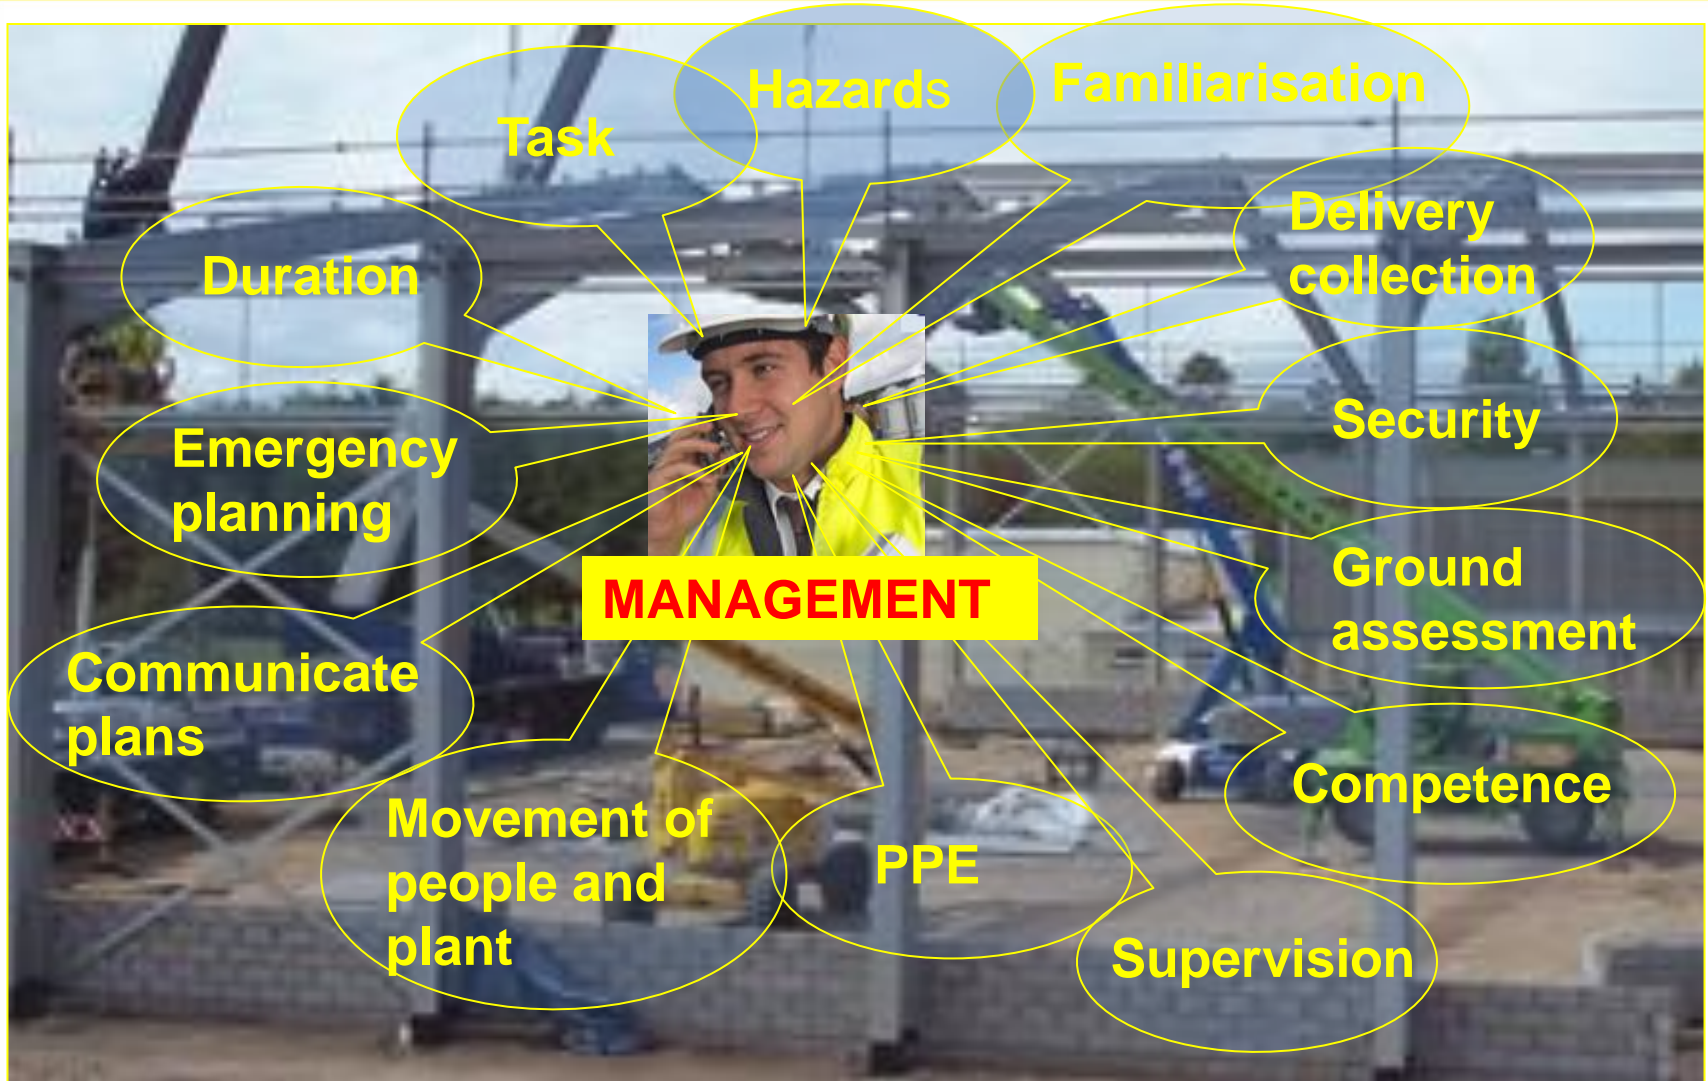 Hazards
Familiarisation
Task
Delivery
collection
Duration
Security
Emergency
planning
Ground
assessment
MANAGEMENT
Communicate
plans
Competence
Movement of
people and
plant
PPE
Supervision